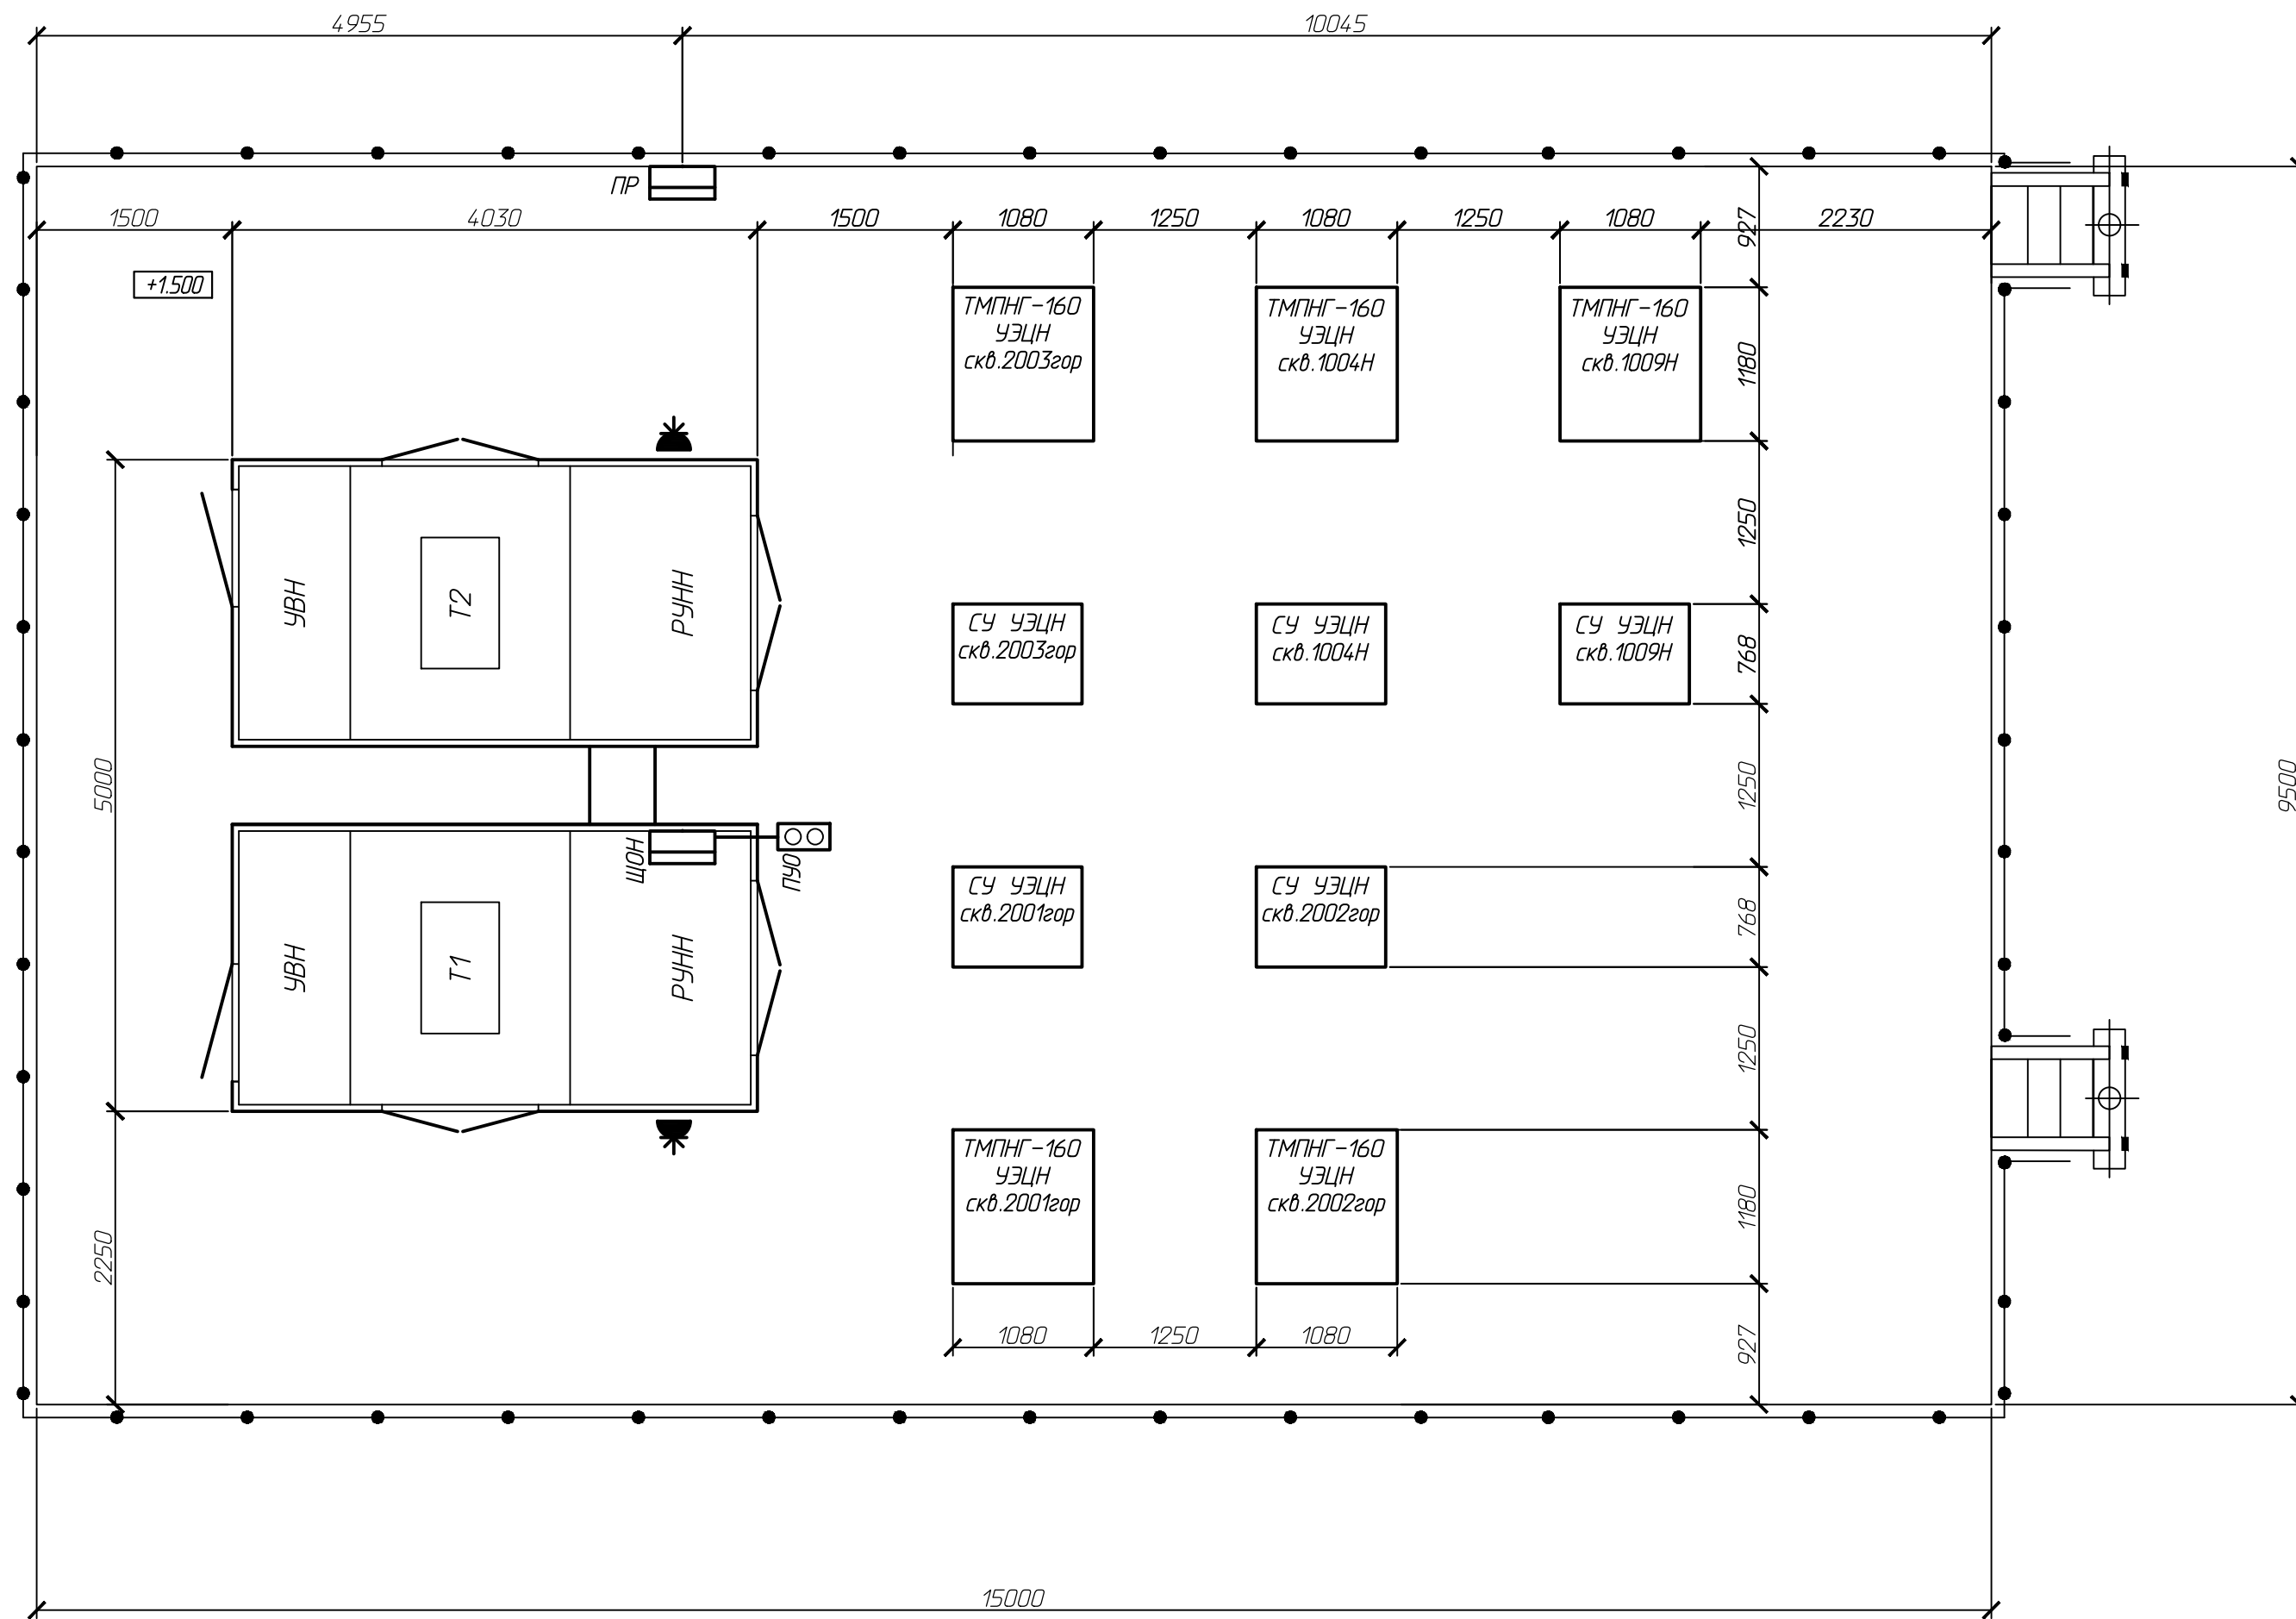 4955
10045
ПР
1500
4030
1500
1080
1250
1080
1250
1080
2230
927
+1.500
ТМПНГ-160
УЭЦН
скв.2003гор
ТМПНГ-160
УЭЦН
скв.1004Н
ТМПНГ-160
УЭЦН
скв.1009Н
1180
1250
УВН
Т2
РУНН
СУ УЭЦН
скв.2003гор
СУ УЭЦН
скв.1004Н
СУ УЭЦН
скв.1009Н
768
5000
1250
9500
ЩОН
ПУО
СУ УЭЦН
скв.2001гор
СУ УЭЦН
скв.2002гор
768
УВН
Т1
РУНН
1250
ТМПНГ-160
УЭЦН
скв.2001гор
ТМПНГ-160
УЭЦН
скв.2002гор
1180
2250
1080
1250
1080
927
15000